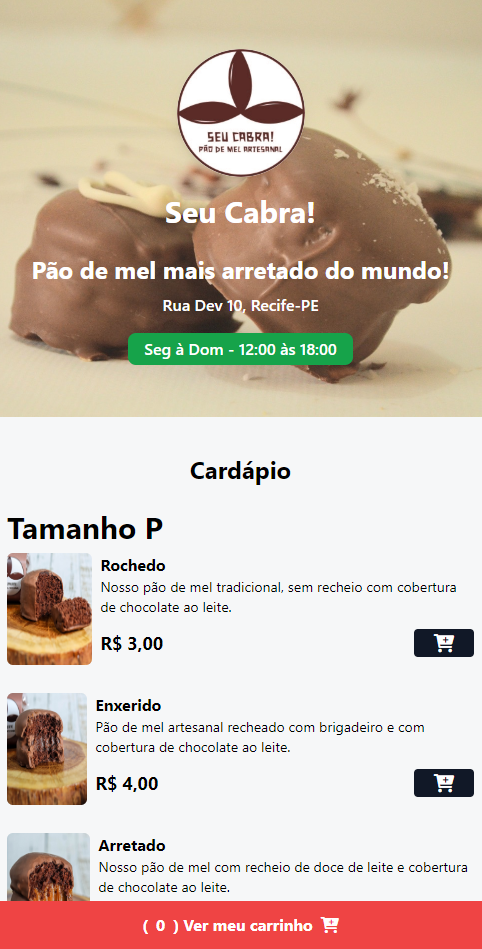 SEU CABRA!
PÃO DE MEL ARTESANAL
Seu Cabra!
Pão de mel mais arretado do mundo!
Rua Dev 10, Recife-PE
Seg à Dom - 12:00 às 18:00
Cardápio
Tamanho P
Rochedo
Nosso pão de mel tradicional, sem recheio com cobertura
de chocolate ao leite.
R$ 3,00
Enxerido
Pão de mel artesanal recheado com brigadeiro e com
cobertura de chocolate ao leite.
R$ 4,00
Arretado
Nosso pão de mel com recheio de doce de leite e cobertura
de chocolate ao leite.
( 0 ) Ver meu carrinho